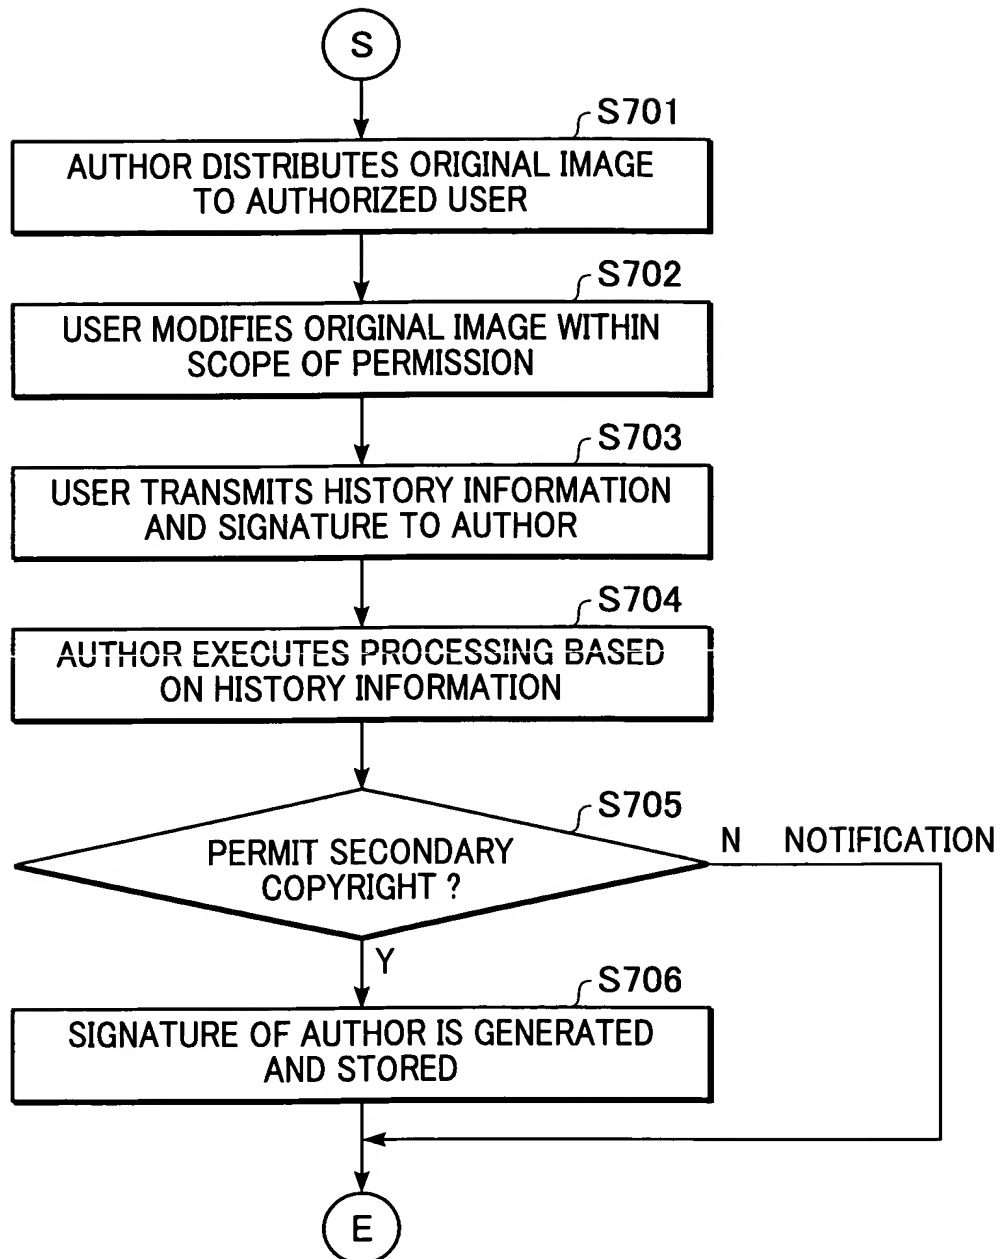 S
S701
AUTHOR DISTRIBUTES ORIGINAL IMAGE
TO AUTHORIZED USER
S702
USER MODIFIES ORIGINAL IMAGE WITHIN
SCOPE OF PERMISSION
S703
USER TRANSMITS HISTORY INFORMATION
AND SIGNATURE TO AUTHOR
S704
AUTHOR EXECUTES PROCESSING BASED
ON HISTORY INFORMATION
S705
PERMIT SECONDARY
COPYRIGHT ?
N NOTIFICATION
Y
S706
SIGNATURE OF AUTHOR IS GENERATED
AND STORED
E